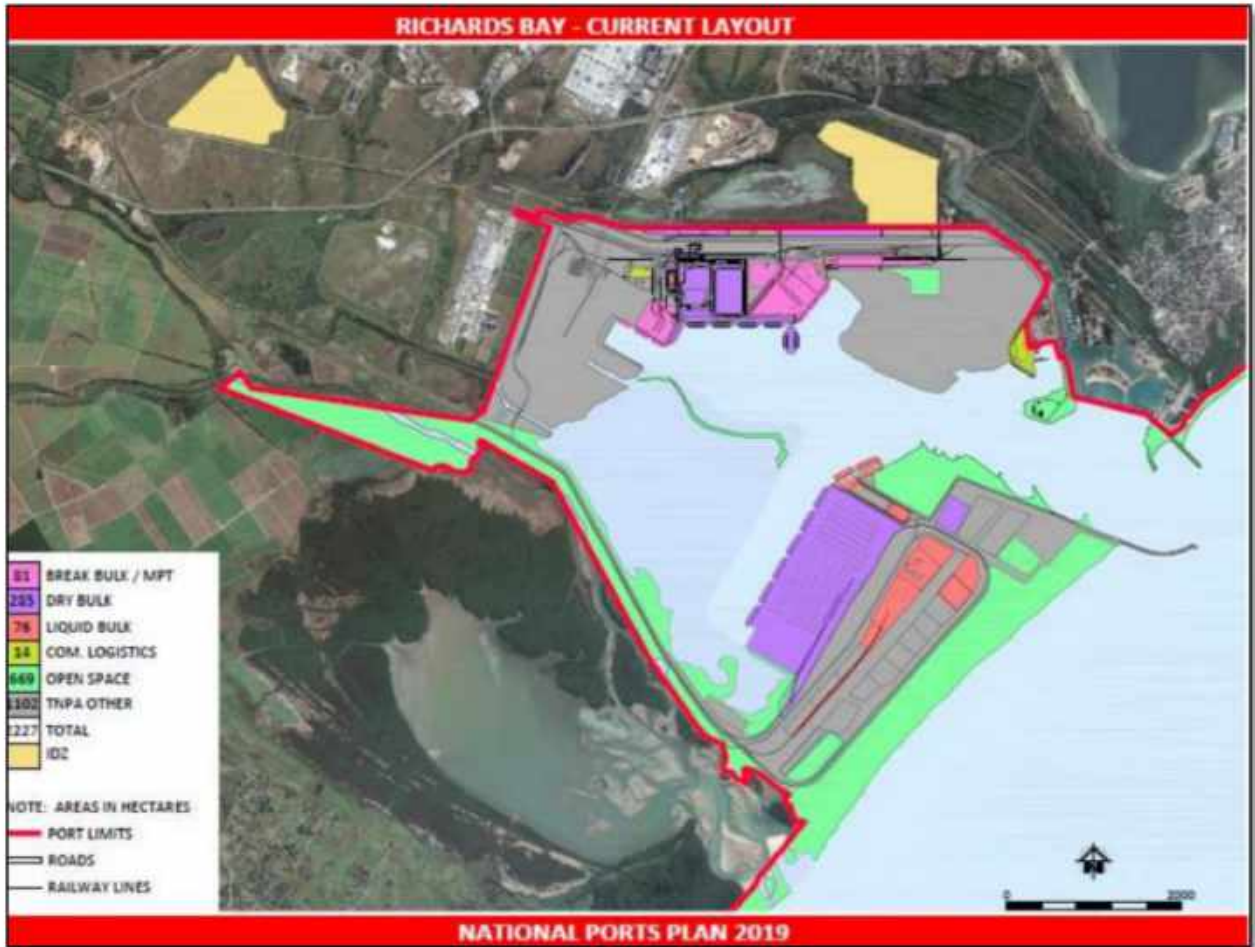 RICHARDS BAY - CURRENT LAYOUT
81 BREAK BULK / MPT
285 DRY BULK
76 LIQUID BULK
14 COM. LOGISTICS
669 OPEN SPACE
1102 TNPA OTHER
2227 TOTAL
IDZ
NOTE: AREAS IN HECTARES
PORT LIMITS
ROADS
RAILWAY LINES
0 2000
NATIONAL PORTS PLAN 2019